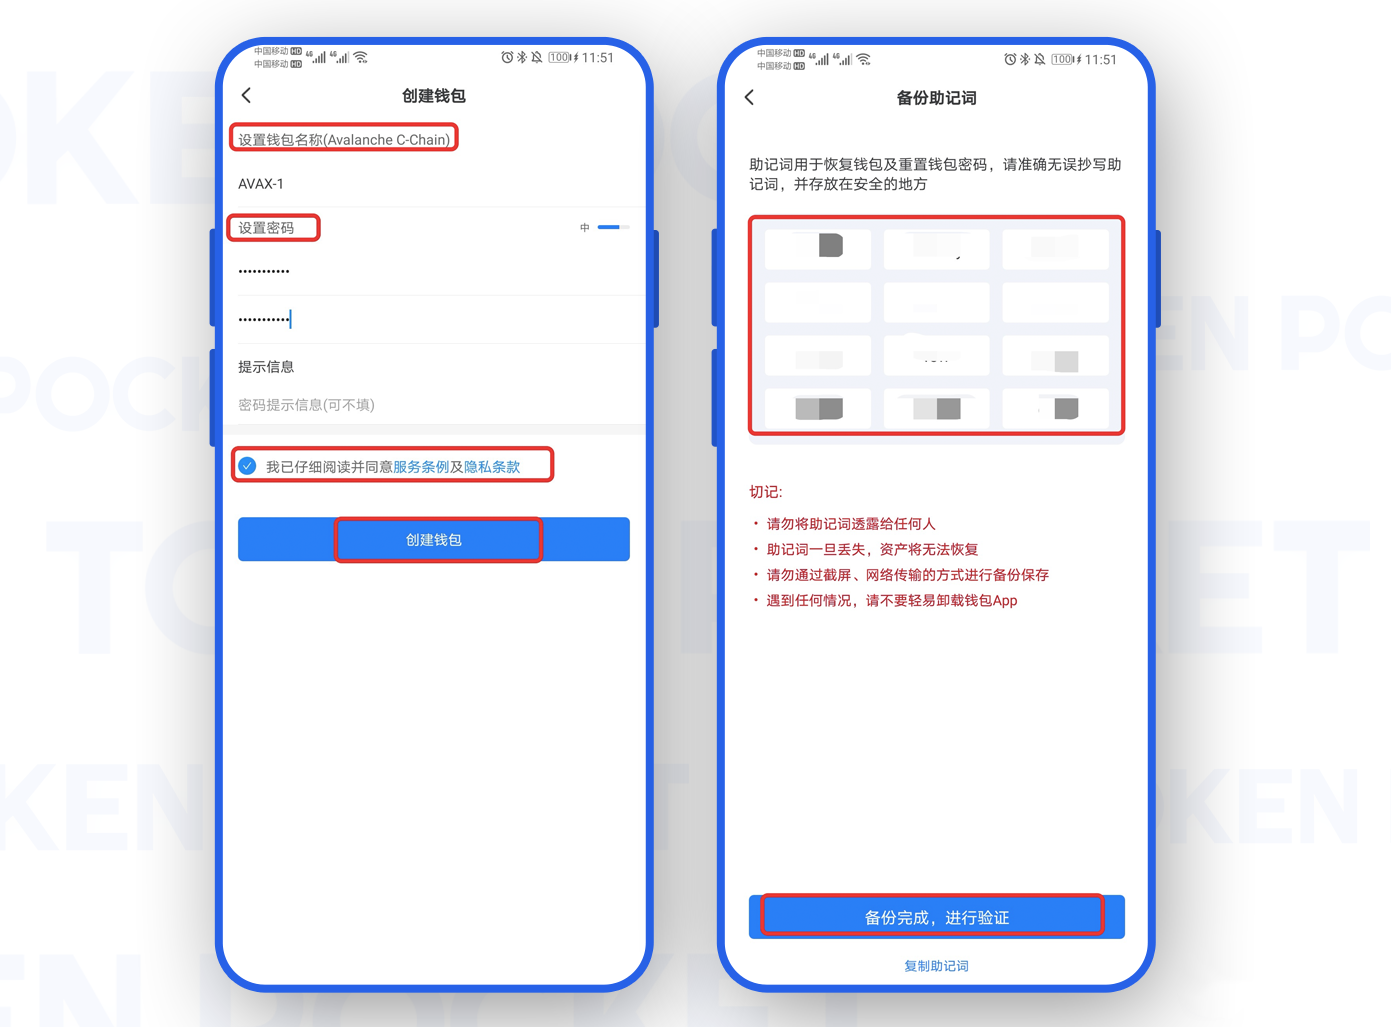 中国移动 HD
中国移动 HD
4G 4G
100 11:51
创建钱包
设置钱包名称(Avalanche C-Chain)
AVAX-1
设置密码
中
•••••••••••
•••••••••••
提示信息
密码提示信息(可不填)
我已仔细阅读并同意服务条例及隐私条款
创建钱包
中国移动 HD
中国移动 HD
4G 4G
100 11:51
备份助记词
助记词用于恢复钱包及重置钱包密码，请准确无误抄写助
记词，并存放在安全的地方
切记:
• 请勿将助记词透露给任何人
• 助记词一旦丢失，资产将无法恢复
• 请勿通过截屏、网络传输的方式进行备份保存
• 遇到任何情况，请不要轻易卸载钱包App
备份完成，进行验证
复制助记词